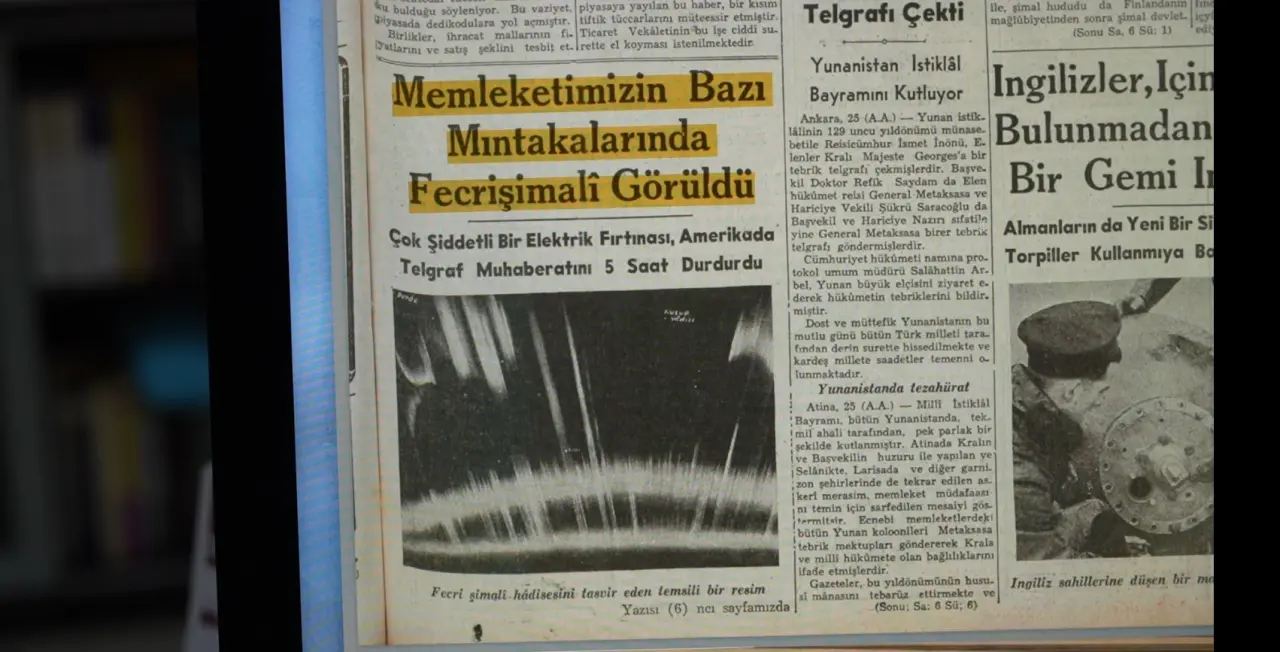 bulduğu söyleniyor. Bu vaziyet,
piyasada dedikodulara yol açmıştır.
Birlikler, ihracat mallarının fi-
atlarını ve satış şeklini tesbit et-
piyasaya yayılan bu haber, bir kısım
tiftik tüccarlarını müteessir etmiştir.
Ticaret Vekâletinin bu işe ciddi su-
rette el koyması istenilmektedir.
Memleketimizin Bazı
Mıntakalarında
Fecrişimalî Görüldü
Çok Şiddetli Bir Elektrik Fırtınası, Amerikada
Telgraf Muhaberatını 5 Saat Durdurdu
Perde
Fecri şimali hâdisesini tasvir eden temsili bir resim
Yazısı (6) ncı sayfamızda
Telgrafı Çekti
Yunanistan İstiklâl
Bayramını Kutluyor
Ankara, 25 (A.A.) — Yunan istik-
lâlinin 129 uncu yıldönümü münase-
betile Reisicümhur İsmet İnönü, E-
lenler Kralı Majeste Georges'a bir
tebrik telgrafı çekmişlerdir. Başve-
kil Doktor Refik Saydam da Elen
hükûmet reisi General Metaksasa ve
Hariciye Vekili Şükrü Saracoğlu da
Başvekil ve Hariciye Nazırı sıfatile
yine General Metaksasa birer tebrik
telgrafı göndermişlerdir.
Cümhuriyet hükûmeti namına pro-
tokol umum müdürü Salâhattin Ar-
bel, Yunan büyük elçisini ziyaret e-
derek hükûmetin tebriklerini bildir-
miştir.
Dost ve müttefik Yunanistanın bu
mutlu günü bütün Türk milleti tara-
fından derin surette hissedilmekte ve
kardeş millete saadetler temenni o-
lunmaktadır.
Yunanistanda tezahürat
Atina, 25 (A.A.) — Millî İstiklâl
Bayramı, bütün Yunanistanda, tek-
mil ahali tarafından, pek parlak bir
şekilde kutlanmıştır. Atinada Kralın
ve Başvekilin huzuru ile yapılan ve
Selânikte, Larisada ve diğer garni-
zon şehirlerinde de tekrar edilen as-
kerî merasim, memleket müdafaası-
nı temin için sarfedilen mesaiyi gös-
termitsir. Ecnebi memleketlerdeki
bütün Yunan koloonileri Metaksasa
tebrik mektupları göndererek Krala
ve milli hükûmete olan bağlılıklarını
ifade etmişlerdir.
Gazeteler, bu yıldönümünün husu-
sî mânasını tebarüz ettirmekte ve
(Sonu; Sa: 6 Sü; 6)
ile, şimal hududu da Finlandanın
mağlûbiyetinden sonra şimal devlet-
(Sonu Sa, 6 Sü: 1)
İngilizler, İçin
Bulunmadan
Bir Gemi
Almanların da Yeni Bir
Torpiller Kullanmıya
İngiliz sahillerine düşen bir